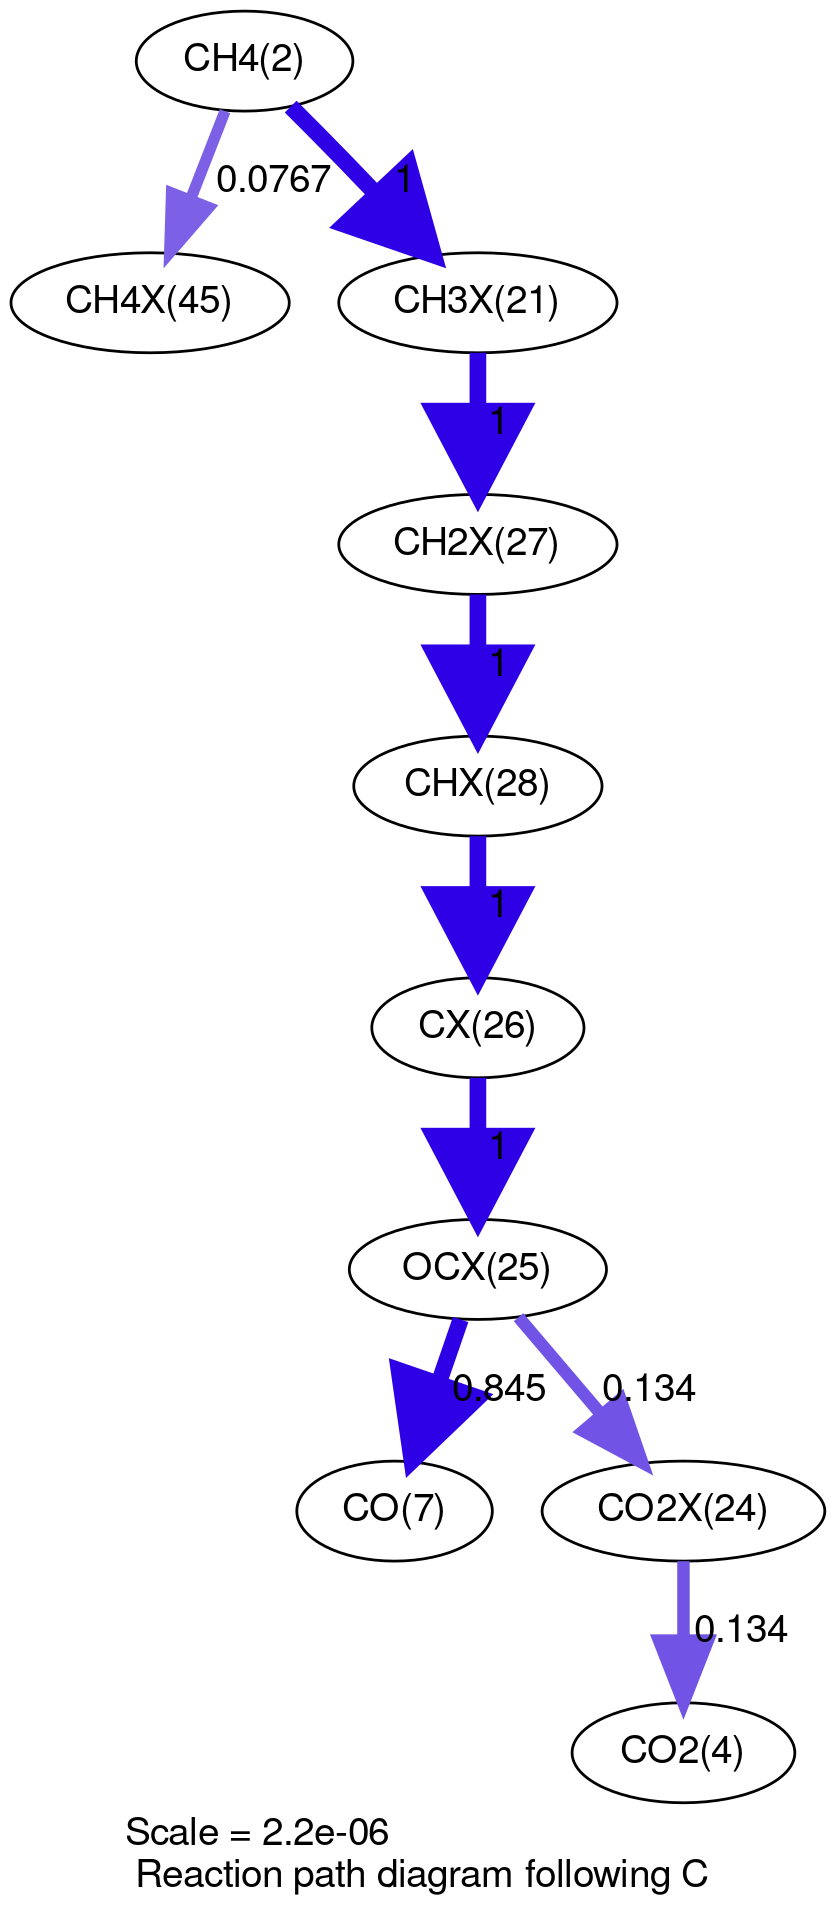 CH4(2)
0.0767
1
CH4X(45)
CH3X(21)
1
CH2X(27)
1
CHX(28)
1
CX(26)
1
OCX(25)
0.845
0.134
CO(7)
CO2X(24)
0.134
CO2(4)
Scale = 2.2e-06
Reaction path diagram following C